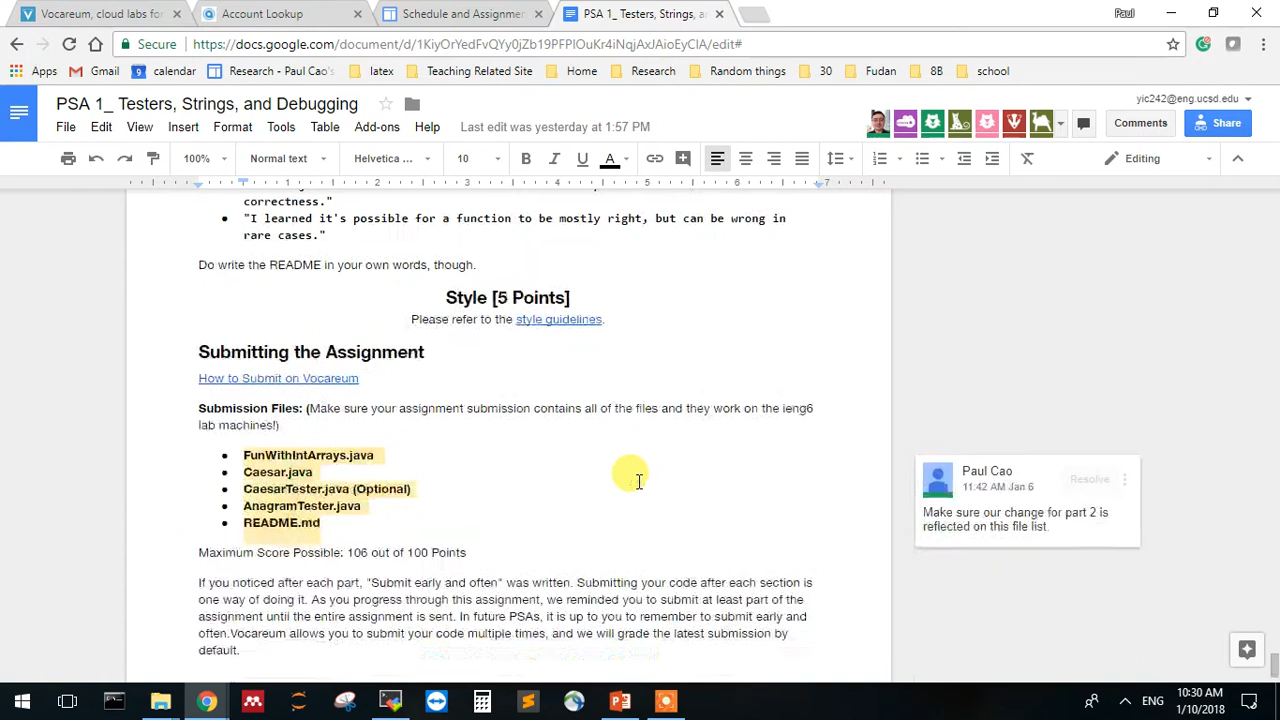 Vocareum, cloud labs for
Account Lookup
Schedule and Assignmen
PSA 1_ Testers, Strings, an
Paul
Secure
https://docs.google.com/document/d/1KiyOrYedFvQYg0jZb19PFPlOuKr4iNqjAxJAioEyClA/edit#
Apps
Gmail
9
calendar
Research - Paul Cao's
latex
Teaching Related Site
Home
Research
Random things
30
Fudan
8B
school
PSA 1_ Testers, Strings, and Debugging
yic242@eng.ucsd.edu
File
Edit
View
Insert
Format
Tools
Table
Add-ons
Help
Last edit was yesterday at 1:57 PM
Comments
Share
100%
Normal text
Helvetica ...
10
B
I
U
A
Editing
1
2
3
4
5
6
7
correctness."
"I learned it's possible for a function to be mostly right, but can be wrong in
rare cases."
Do write the README in your own words, though.
Style [5 Points]
Please refer to the style guidelines.
Submitting the Assignment
How to Submit on Vocareum
Submission Files: (Make sure your assignment submission contains all of the files and they work on the ieng6
lab machines!)
FunWithIntArrays.java
Caesar.java
CaesarTester.java (Optional)
AnagramTester.java
README.md
Paul Cao
11:42 AM Jan 6
Resolve
Make sure our change for part 2 is
reflected on this file list.
Maximum Score Possible: 106 out of 100 Points
If you noticed after each part, "Submit early and often" was written. Submitting your code after each section is
one way of doing it. As you progress through this assignment, we reminded you to submit at least part of the
assignment until the entire assignment is sent. In future PSAs, it is up to you to remember to submit early and
often.Vocareum allows you to submit your code multiple times, and we will grade the latest submission by
default.
ENG
10:30 AM
1/10/2018